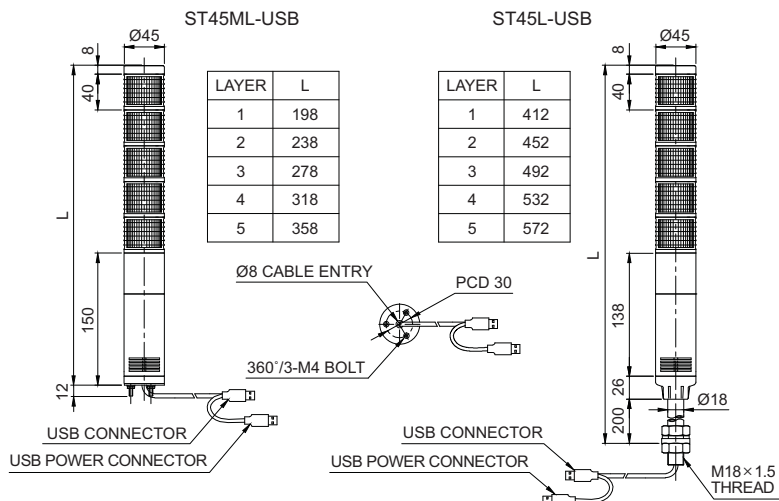 ST45ML-USB
ST45L-USB
Ø45
8
40
L
150
12
LAYER L
1 198
2 238
3 278
4 318
5 358
LAYER L
1 412
2 452
3 492
4 532
5 572
Ø45
8
40
L
138
26
200
Ø18
Ø8 CABLE ENTRY
PCD 30
360°/3-M4 BOLT
USB CONNECTOR
USB POWER CONNECTOR
USB CONNECTOR
USB POWER CONNECTOR
M18×1.5
THREAD